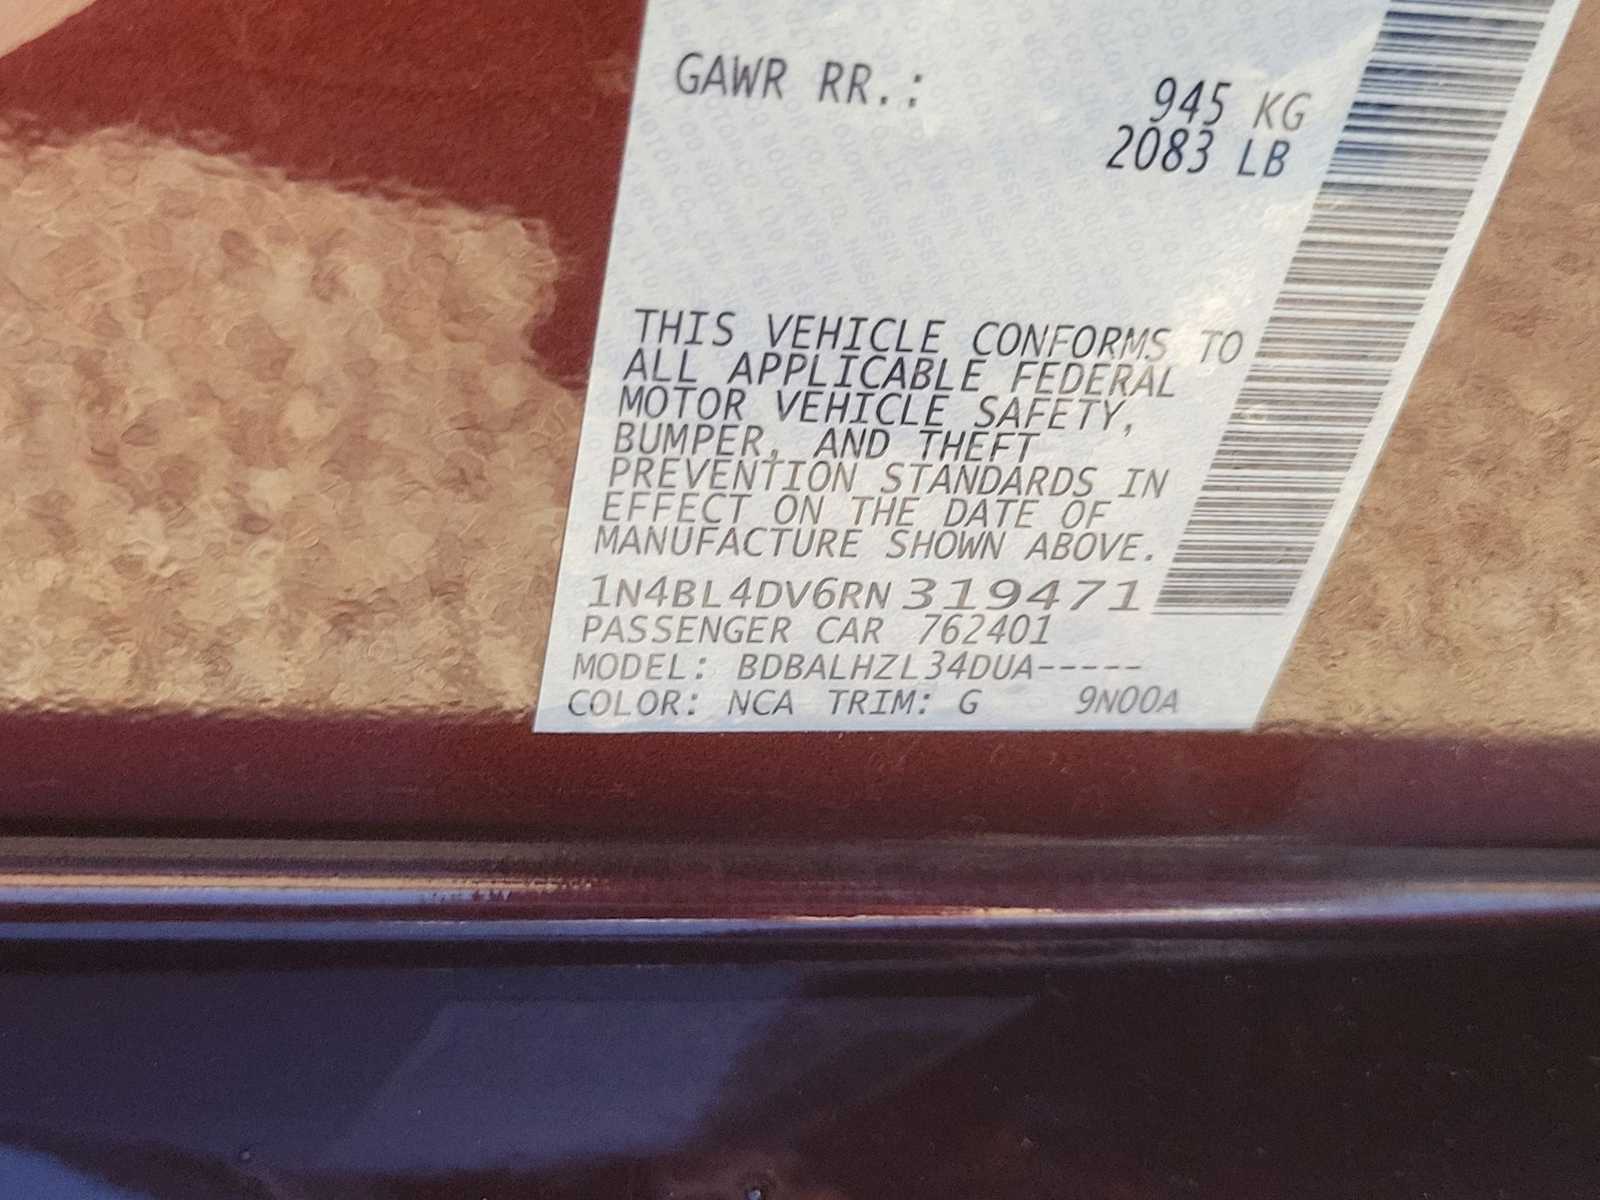 GAWR RR.: 945 KG
2083 LB
THIS VEHICLE CONFORMS TO
ALL APPLICABLE FEDERAL
MOTOR VEHICLE SAFETY,
BUMPER, AND THEFT
PREVENTION STANDARDS IN
EFFECT ON THE DATE OF
MANUFACTURE SHOWN ABOVE.
1N4BL4DV6RN319471
PASSENGER CAR 762401
MODEL: BDBALHZL34DUA-----
COLOR: NCA TRIM: G 9N00A